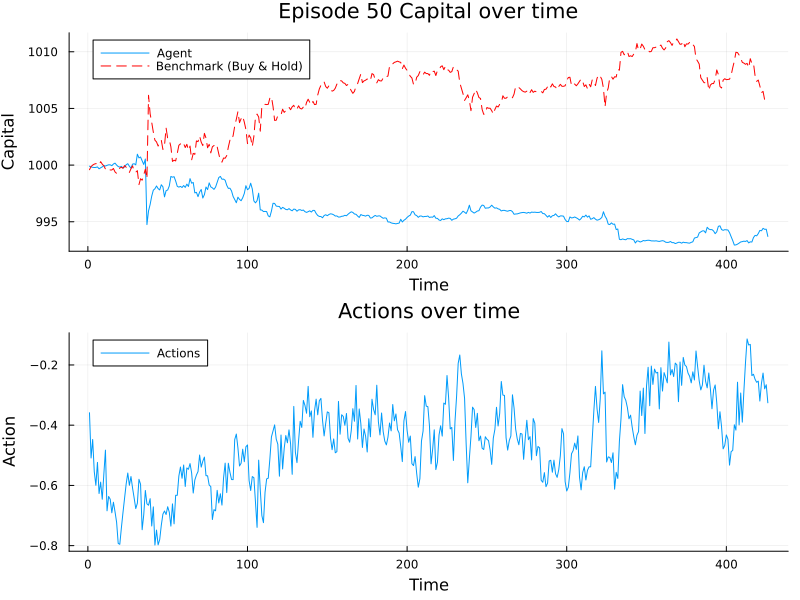 Episode 50 Capital over time
Capital
1010
1005
1000
995
Agent
Benchmark (Buy & Hold)
0
100
200
300
400
Time
Actions over time
Action
−0.2
−0.4
−0.6
−0.8
Actions
0
100
200
300
400
Time